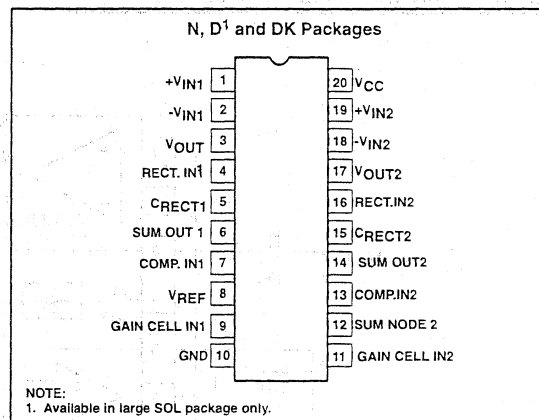 N, D1 and DK Packages
+VIN1 1
20 VCC
-VIN1 2
19 +VIN2
VOUT 3
18 -VIN2
RECT. IN1 4
17 VOUT2
CRECT1 5
16 RECT.IN2
SUM OUT 1 6
15 CRECT2
COMP. IN1 7
14 SUM OUT2
VREF 8
13 COMP.IN2
GAIN CELL IN1 9
12 SUM NODE 2
GND 10
11 GAIN CELL IN2
NOTE:
1. Available in large SOL package only.